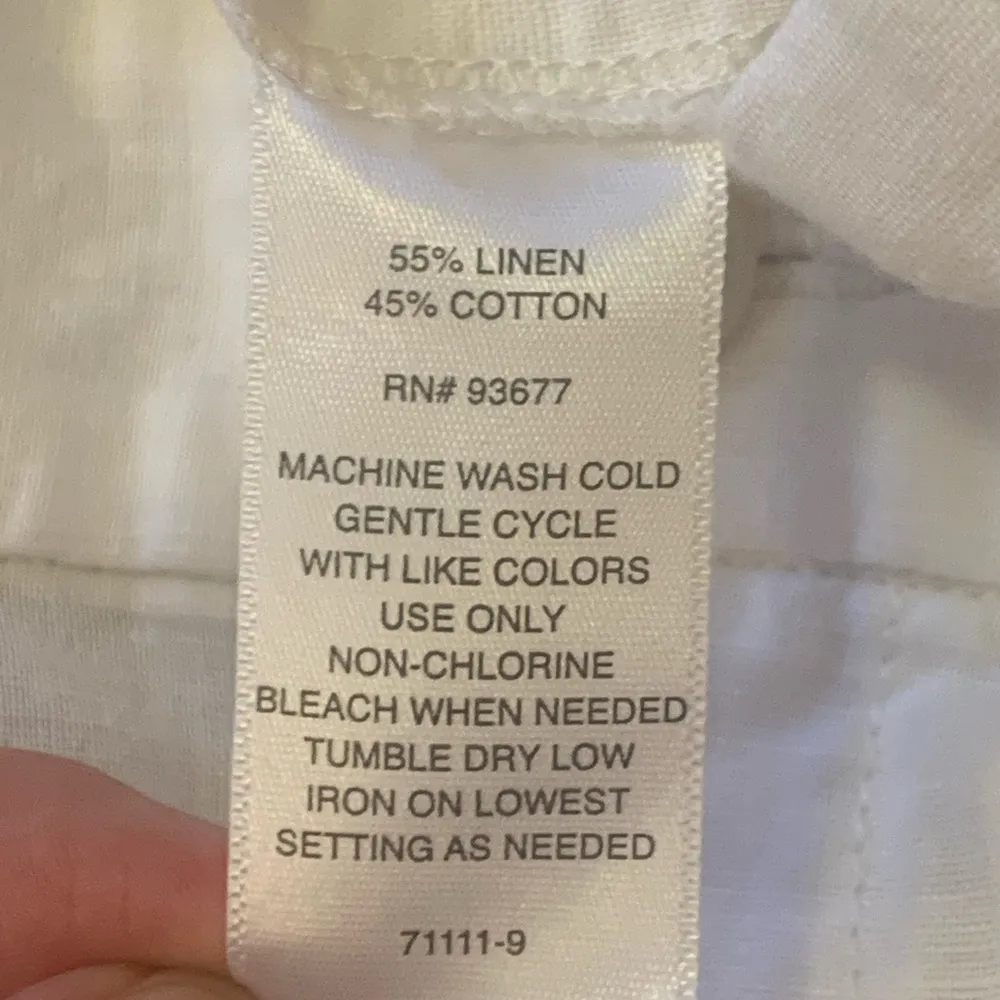 55% LINEN
45% COTTON
RN# 93677
MACHINE WASH COLD
GENTLE CYCLE
WITH LIKE COLORS
USE ONLY
NON-CHLORINE
BLEACH WHEN NEEDED
TUMBLE DRY LOW
IRON ON LOWEST
SETTING AS NEEDED
71111-9